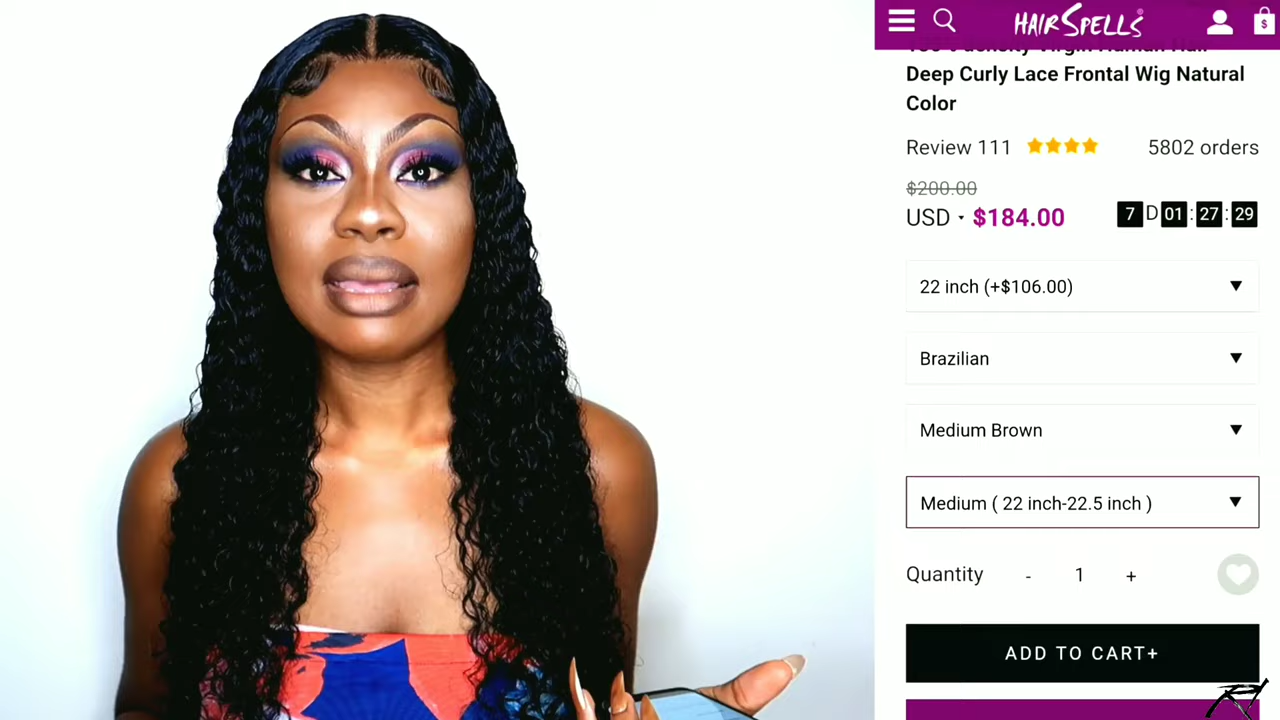 HAIRSPELLS®
$
Deep Curly Lace Frontal Wig Natural
Color
Review 111 5802 orders
$200.00
USD $184.00 7 D 01 : 27 : 29
22 inch (+$106.00)
Brazilian
Medium Brown
Medium ( 22 inch-22.5 inch )
Quantity - 1 +
ADD TO CART+